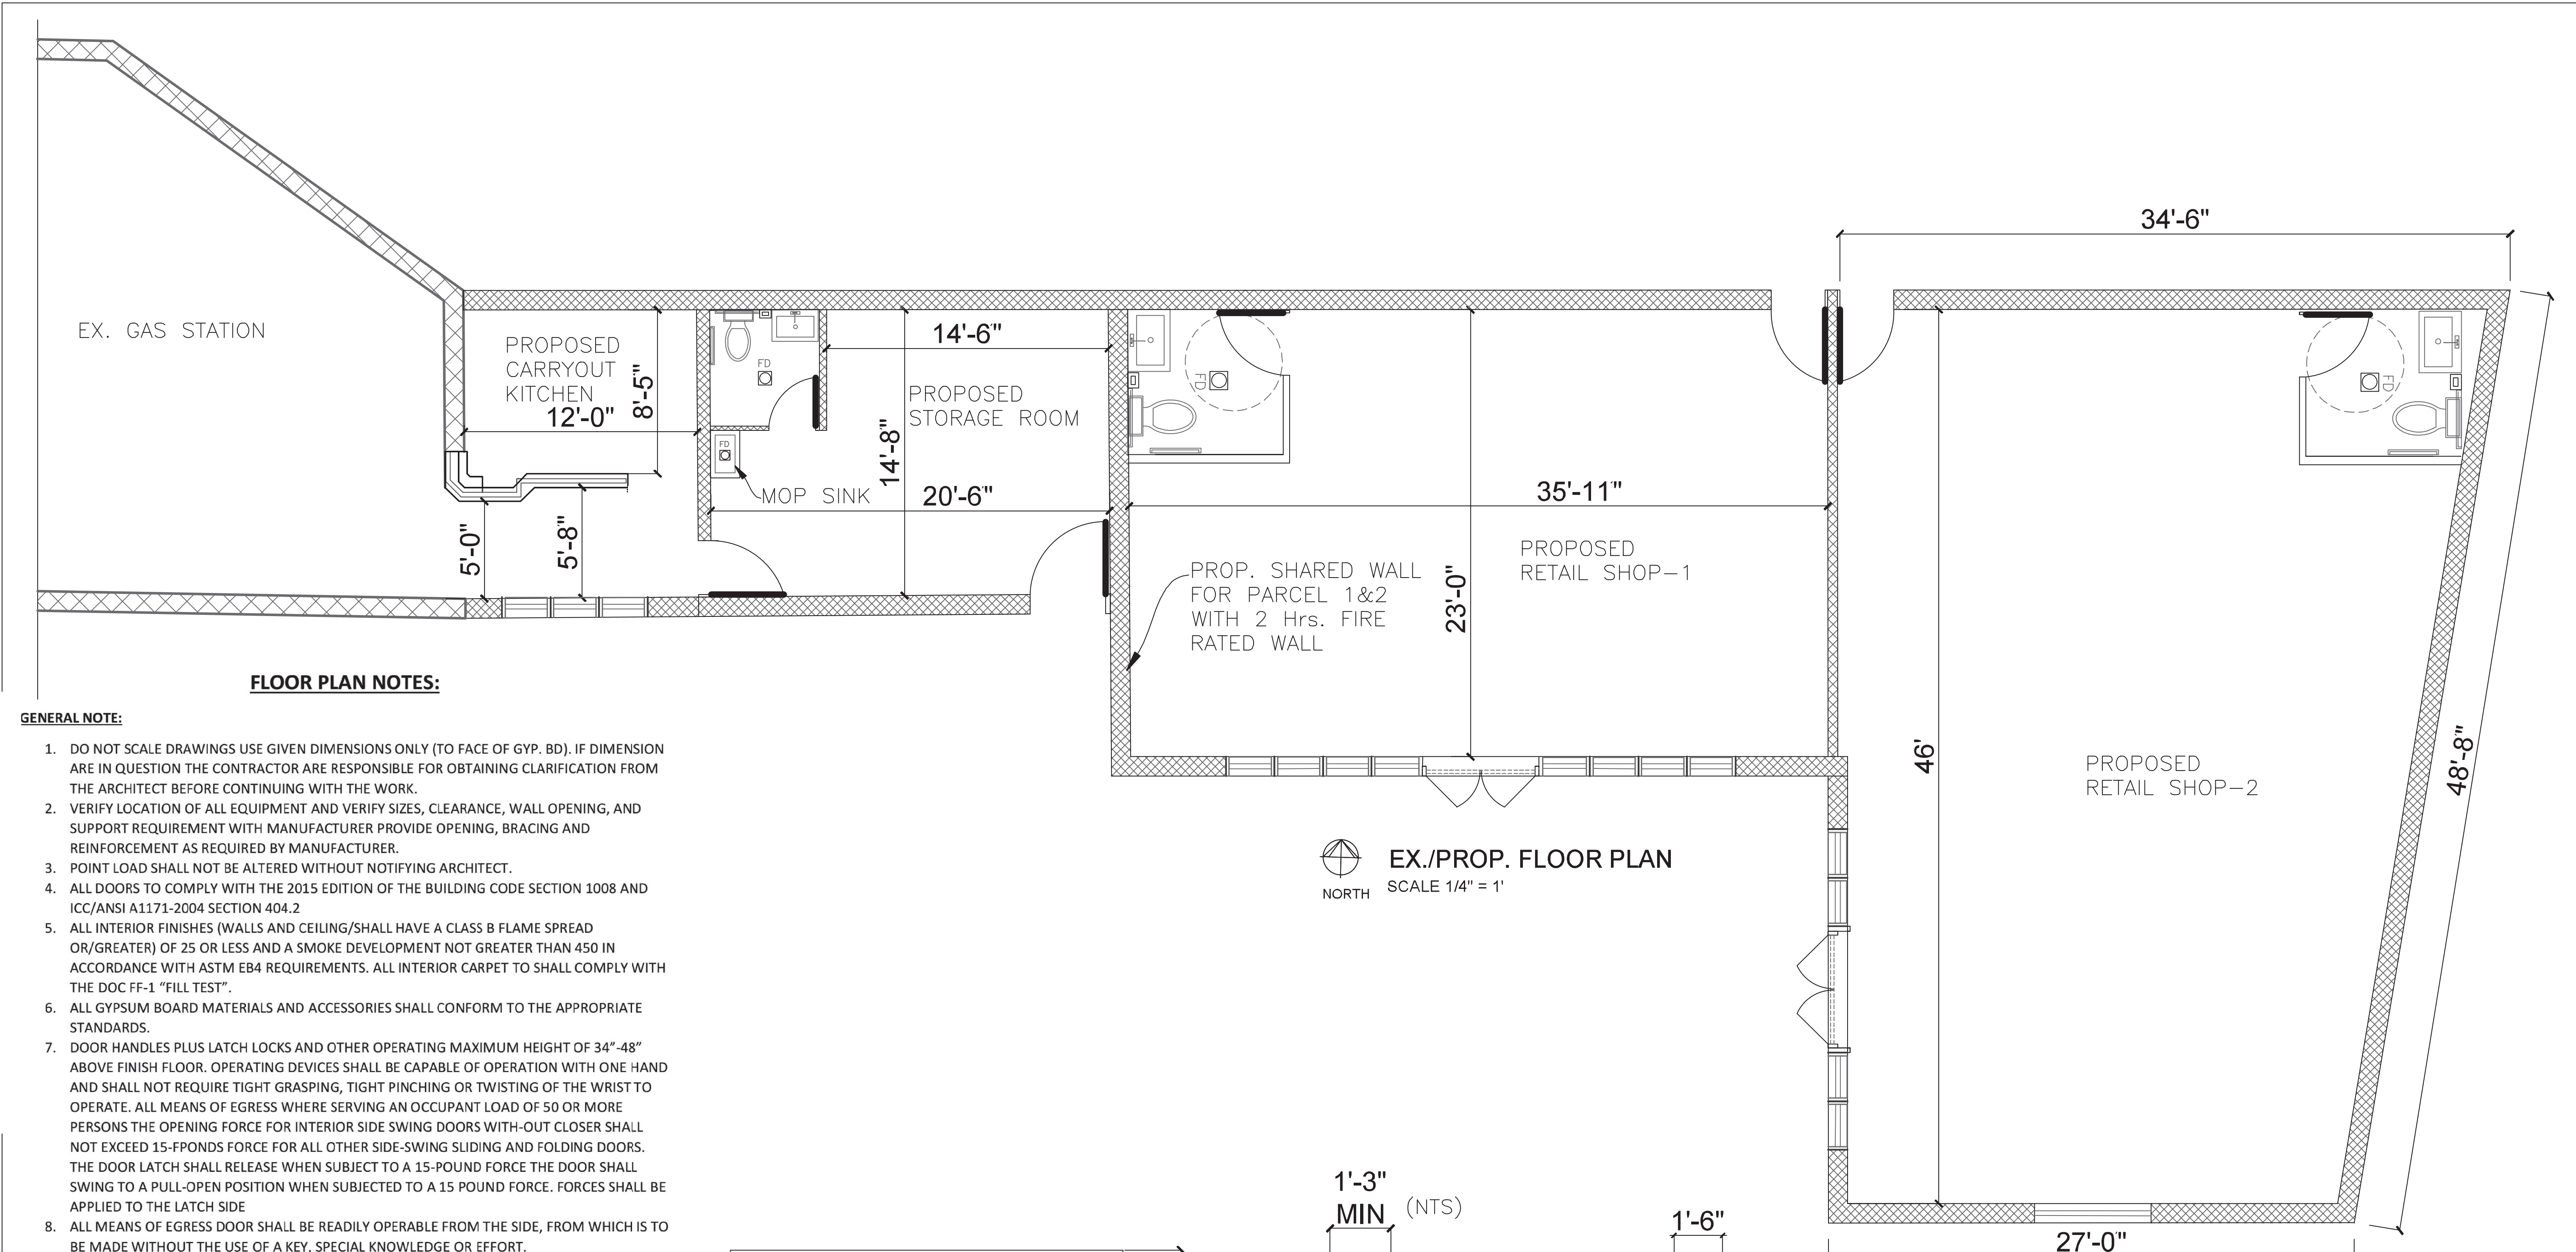 34'-6"
EX. GAS STATION
PROPOSED
CARRYOUT
KITCHEN
12'-0"
8'-5"
FD
14'-6"
PROPOSED
STORAGE ROOM
14'-8"
FD
MOP SINK
20'-6"
5'-0"
5'-8"
FD
35'-11"
PROP. SHARED WALL
FOR PARCEL 1&2
WITH 2 Hrs. FIRE
RATED WALL
23'-0"
PROPOSED
RETAIL SHOP-1
FD
46'
PROPOSED
RETAIL SHOP-2
48'-8"
27'-0"
NORTH
EX./PROP. FLOOR PLAN
SCALE 1/4" = 1'
FLOOR PLAN NOTES:
GENERAL NOTE:
1. DO NOT SCALE DRAWINGS USE GIVEN DIMENSIONS ONLY (TO FACE OF GYP. BD). IF DIMENSION
ARE IN QUESTION THE CONTRACTOR ARE RESPONSIBLE FOR OBTAINING CLARIFICATION FROM
THE ARCHITECT BEFORE CONTINUING WITH THE WORK.
2. VERIFY LOCATION OF ALL EQUIPMENT AND VERIFY SIZES, CLEARANCE, WALL OPENING, AND
SUPPORT REQUIREMENT WITH MANUFACTURER PROVIDE OPENING, BRACING AND
REINFORCEMENT AS REQUIRED BY MANUFACTURER.
3. POINT LOAD SHALL NOT BE ALTERED WITHOUT NOTIFYING ARCHITECT.
4. ALL DOORS TO COMPLY WITH THE 2015 EDITION OF THE BUILDING CODE SECTION 1008 AND
ICC/ANSI A1171-2004 SECTION 404.2
5. ALL INTERIOR FINISHES (WALLS AND CEILING/SHALL HAVE A CLASS B FLAME SPREAD
OR/GREATER) OF 25 OR LESS AND A SMOKE DEVELOPMENT NOT GREATER THAN 450 IN
ACCORDANCE WITH ASTM EB4 REQUIREMENTS. ALL INTERIOR CARPET TO SHALL COMPLY WITH
THE DOC FF-1 “FILL TEST”.
6. ALL GYPSUM BOARD MATERIALS AND ACCESSORIES SHALL CONFORM TO THE APPROPRIATE
STANDARDS.
7. DOOR HANDLES PLUS LATCH LOCKS AND OTHER OPERATING MAXIMUM HEIGHT OF 34”-48”
ABOVE FINISH FLOOR. OPERATING DEVICES SHALL BE CAPABLE OF OPERATION WITH ONE HAND
AND SHALL NOT REQUIRE TIGHT GRASPING, TIGHT PINCHING OR TWISTING OF THE WRIST TO
OPERATE. ALL MEANS OF EGRESS WHERE SERVING AN OCCUPANT LOAD OF 50 OR MORE
PERSONS THE OPENING FORCE FOR INTERIOR SIDE SWING DOORS WITH-OUT CLOSER SHALL
NOT EXCEED 15-FPONDS FORCE FOR ALL OTHER SIDE-SWING SLIDING AND FOLDING DOORS.
THE DOOR LATCH SHALL RELEASE WHEN SUBJECT TO A 15-POUND FORCE THE DOOR SHALL
SWING TO A PULL-OPEN POSITION WHEN SUBJECTED TO A 15 POUND FORCE. FORCES SHALL BE
APPLIED TO THE LATCH SIDE
8. ALL MEANS OF EGRESS DOOR SHALL BE READILY OPERABLE FROM THE SIDE, FROM WHICH IS TO
BE MADE WITHOUT THE USE OF A KEY, SPECIAL KNOWLEDGE OR EFFORT.
1'-3"
MIN (NTS)
1'-6"